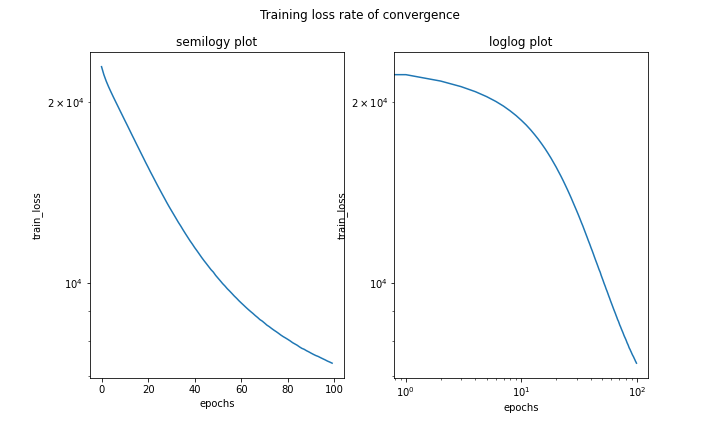 Training loss rate of convergence
semilogy plot
loglog plot
2 × 10⁴
10⁴
train_loss
0 20 40 60 80 100
epochs
2 × 10⁴
10⁴
train_loss
10⁰ 10¹ 10²
epochs